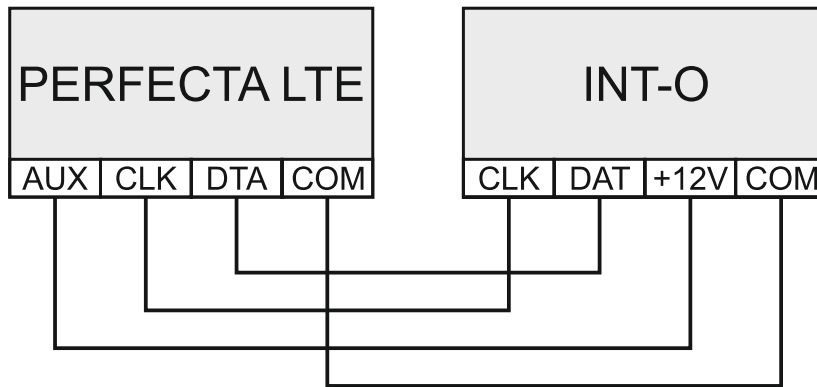 PERFECTA LTE
INT-O
AUX CLK DTA COM
CLK DAT +12V COM